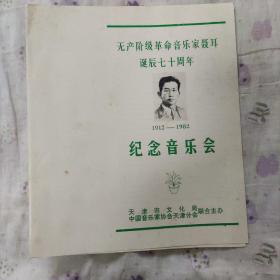 无产阶级革命音乐家聂耳
诞辰七十周年
1912—1982
纪念音乐会
天津市文化局
中国音乐家协会天津分会
联合主办